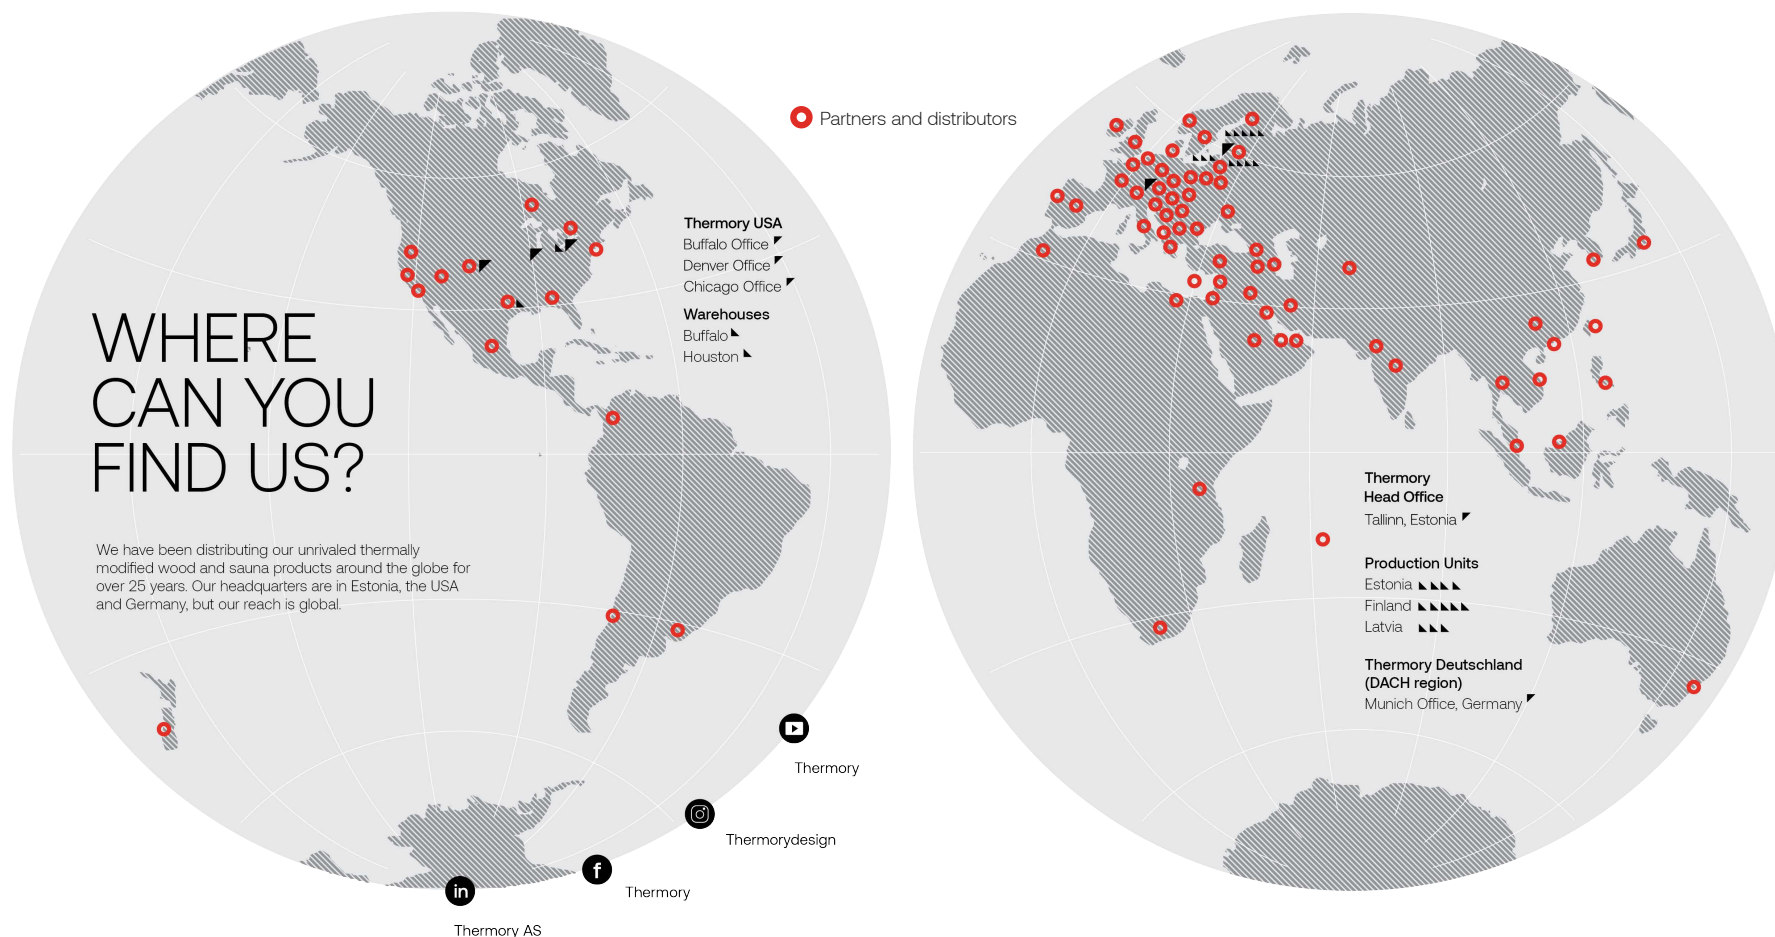 Partners and distributors
Thermory USA
Buffalo Office
Denver Office
Chicago Office
Warehouses
Buffalo
Houston
WHERE
CAN YOU
FIND US?
We have been distributing our unrivaled thermally
modified wood and sauna products around the globe for
over 25 years. Our headquarters are in Estonia, the USA
and Germany, but our reach is global.
Thermory
Head Office
Tallinn, Estonia
Production Units
Estonia
Finland
Latvia
Thermory Deutschland
(DACH region)
Munich Office, Germany
Thermory
Thermorydesign
f
Thermory
in
Thermory AS